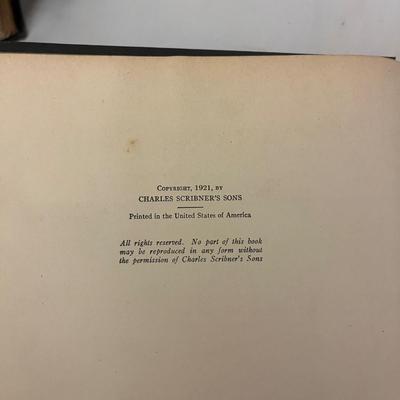 Copyright, 1921, by
CHARLES SCRIBNER'S SONS
Printed in the United States of America
All rights reserved. No part of this book
may be reproduced in any form without
the permission of Charles Scribner's Sons